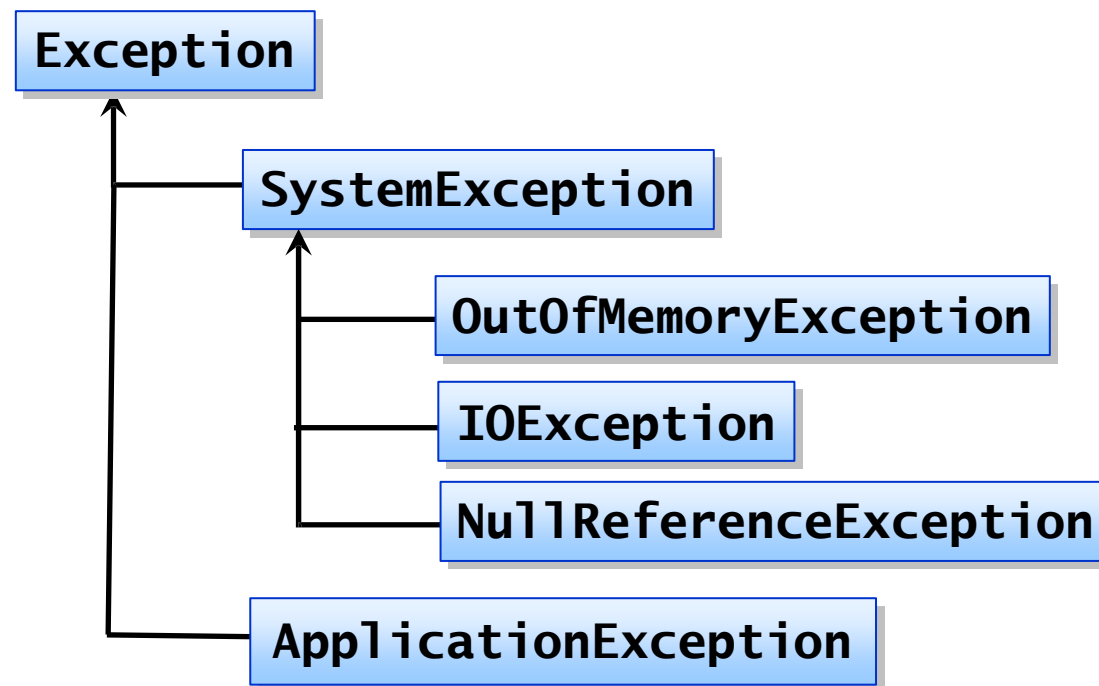 Exception
SystemException
OutOfMemoryException
IOException
NullReferenceException
ApplicationException